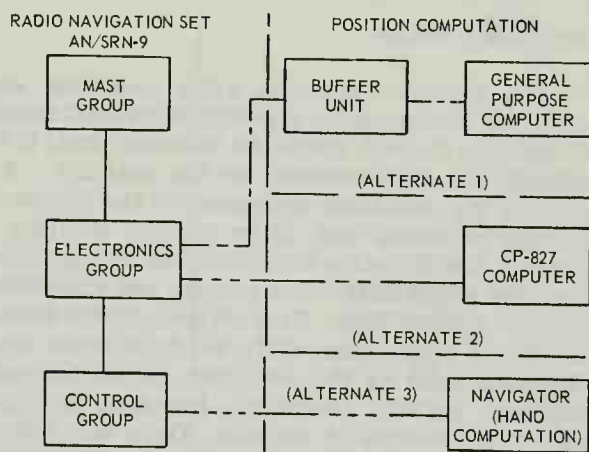 RADIO NAVIGATION SET
AN/SRN-9
POSITION COMPUTATION
MAST
GROUP
BUFFER
UNIT
GENERAL
PURPOSE
COMPUTER
(ALTERNATE 1)
ELECTRONICS
GROUP
CP-827
COMPUTER
(ALTERNATE 2)
CONTROL
GROUP
(ALTERNATE 3)
NAVIGATOR
(HAND
COMPUTATION)